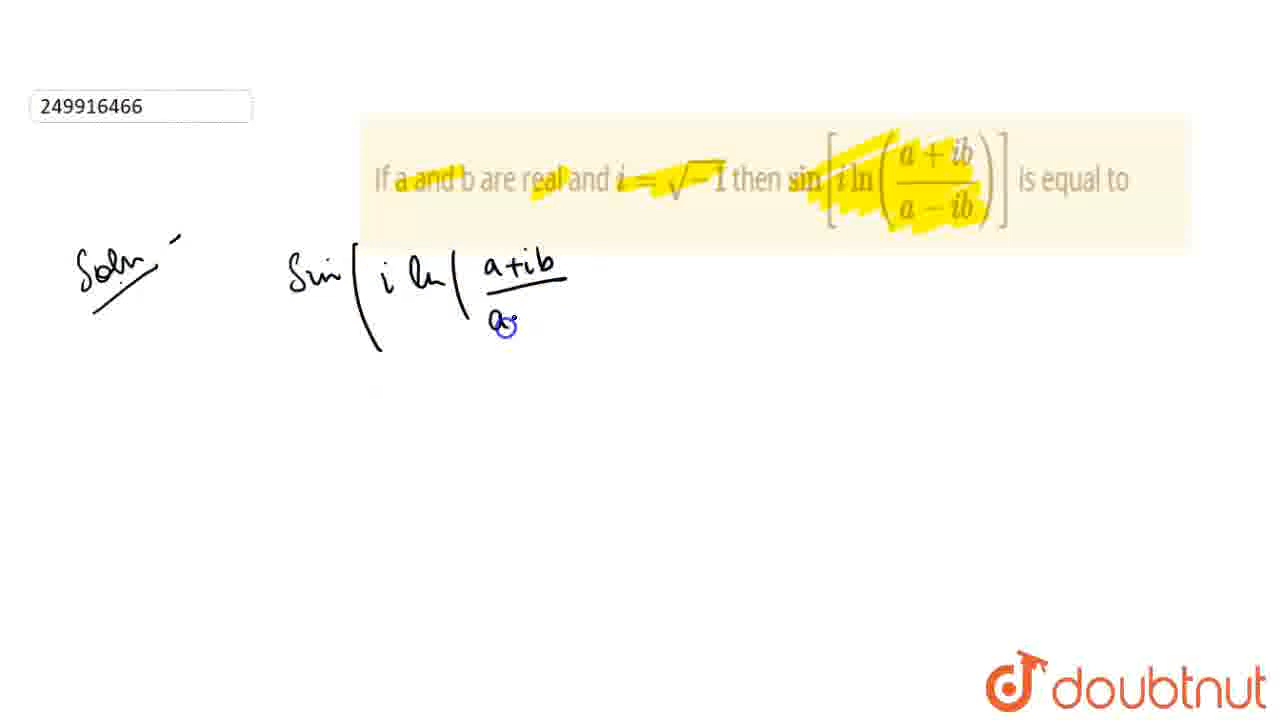 249916466
If a and b are real and i = √−1 then sin[i ln((a + ib)/(a − ib))] is equal to
Soln
Sin(i ln(a+ib/a
doubtnut